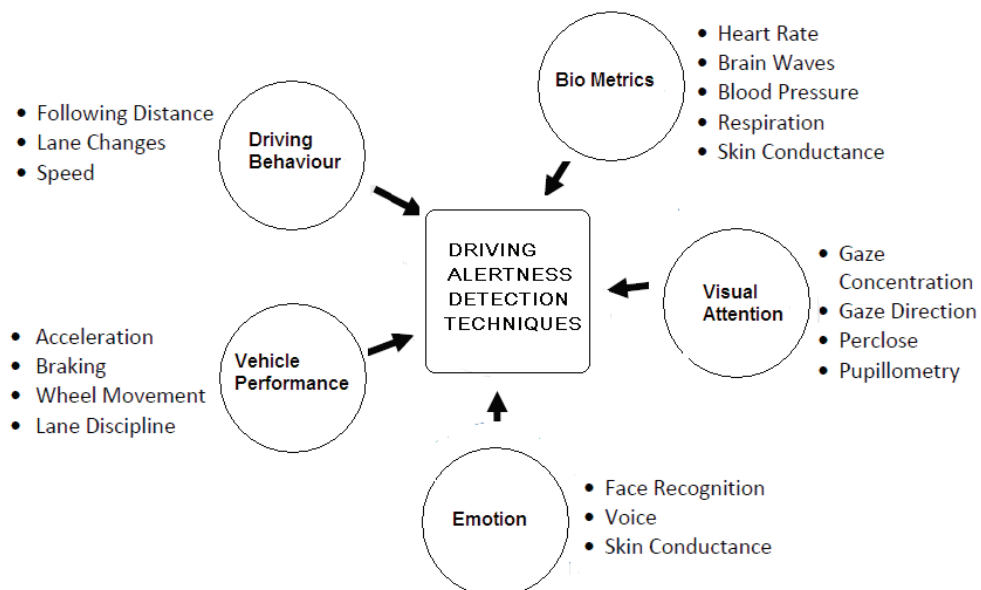 • Heart Rate
• Brain Waves
• Blood Pressure
• Respiration
• Skin Conductance
Bio Metrics
• Following Distance
• Lane Changes
• Speed
Driving
Behaviour
DRIVING
ALERTNESS
DETECTION
TECHNIQUES
• Gaze
Concentration
• Gaze Direction
• Perclose
• Pupillometry
Visual
Attention
• Acceleration
• Braking
• Wheel Movement
• Lane Discipline
Vehicle
Performance
Emotion
• Face Recognition
• Voice
• Skin Conductance